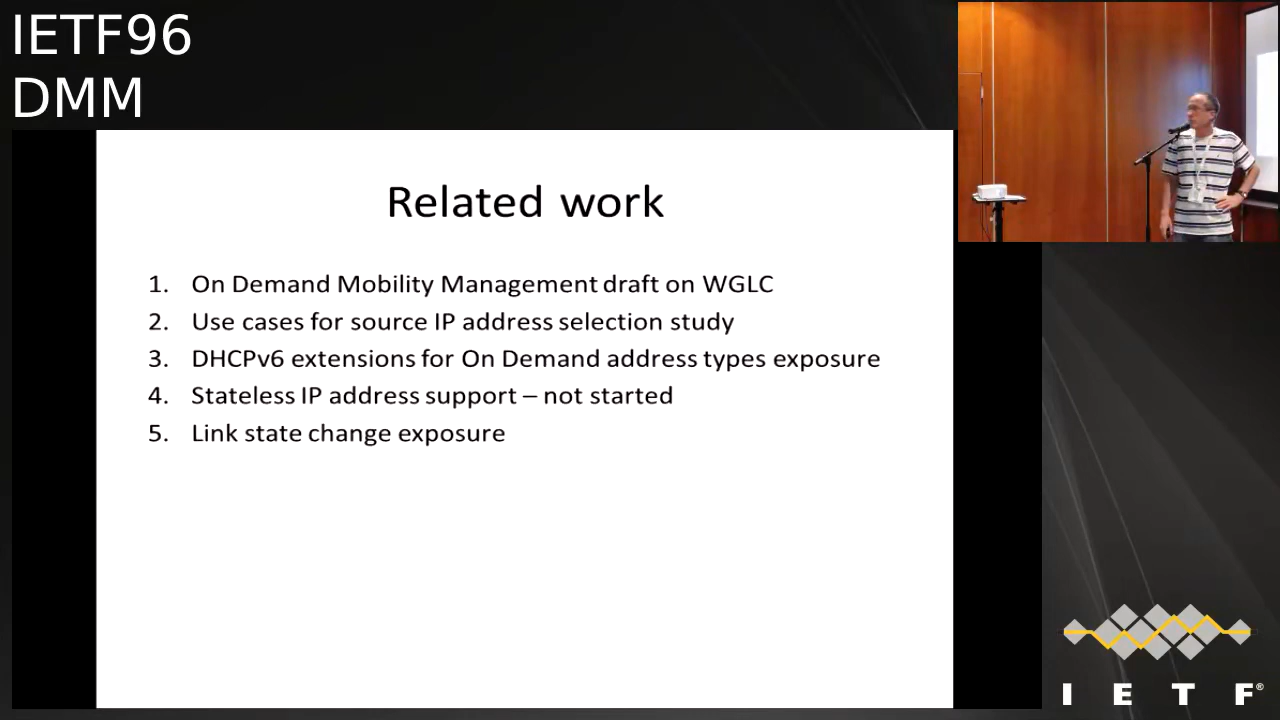 IETF96
DMM
Related work
1. On Demand Mobility Management draft on WGLC
2. Use cases for source IP address selection study
3. DHCPv6 extensions for On Demand address types exposure
4. Stateless IP address support – not started
5. Link state change exposure
I E T F®